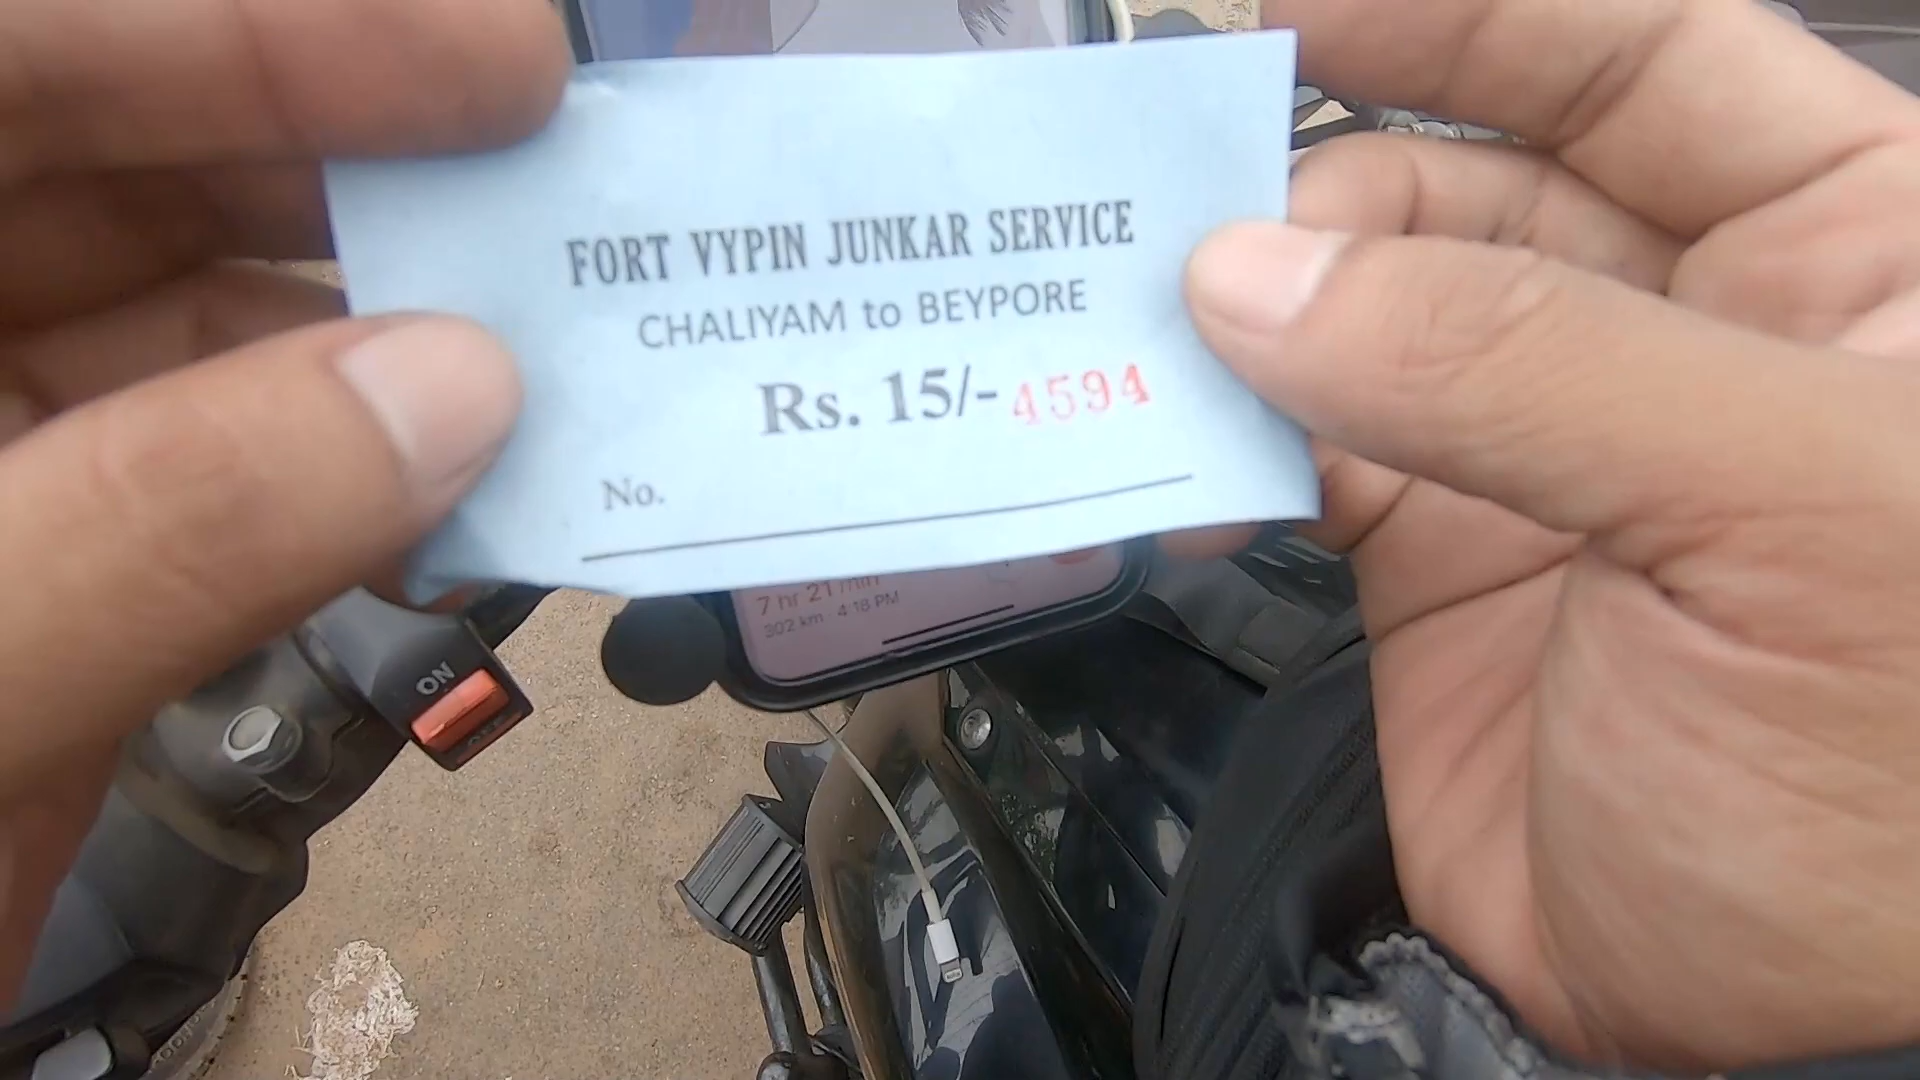 FORT VYPIN JUNKAR SERVICE
CHALIYAM to BEYPORE
Rs. 15/- 4594
No.
7 hr 21 min
302 km · 4:18 PM
ON